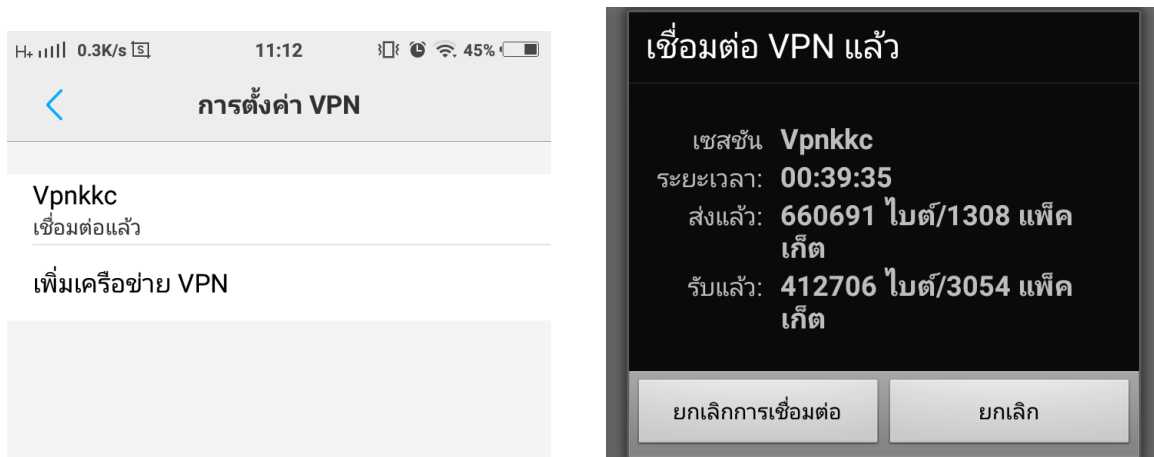 H+ 0.3K/s S 11:12 45%
การตั้งค่า VPN
Vpnkkc
เชื่อมต่อแล้ว
เพิ่มเครือข่าย VPN
เชื่อมต่อ VPN แล้ว
เซสชัน Vpnkkc
ระยะเวลา: 00:39:35
ส่งแล้ว: 660691 ไบต์/1308 แพ็ค
เก็ต
รับแล้ว: 412706 ไบต์/3054 แพ็ค
เก็ต
ยกเลิกการเชื่อมต่อ ยกเลิก